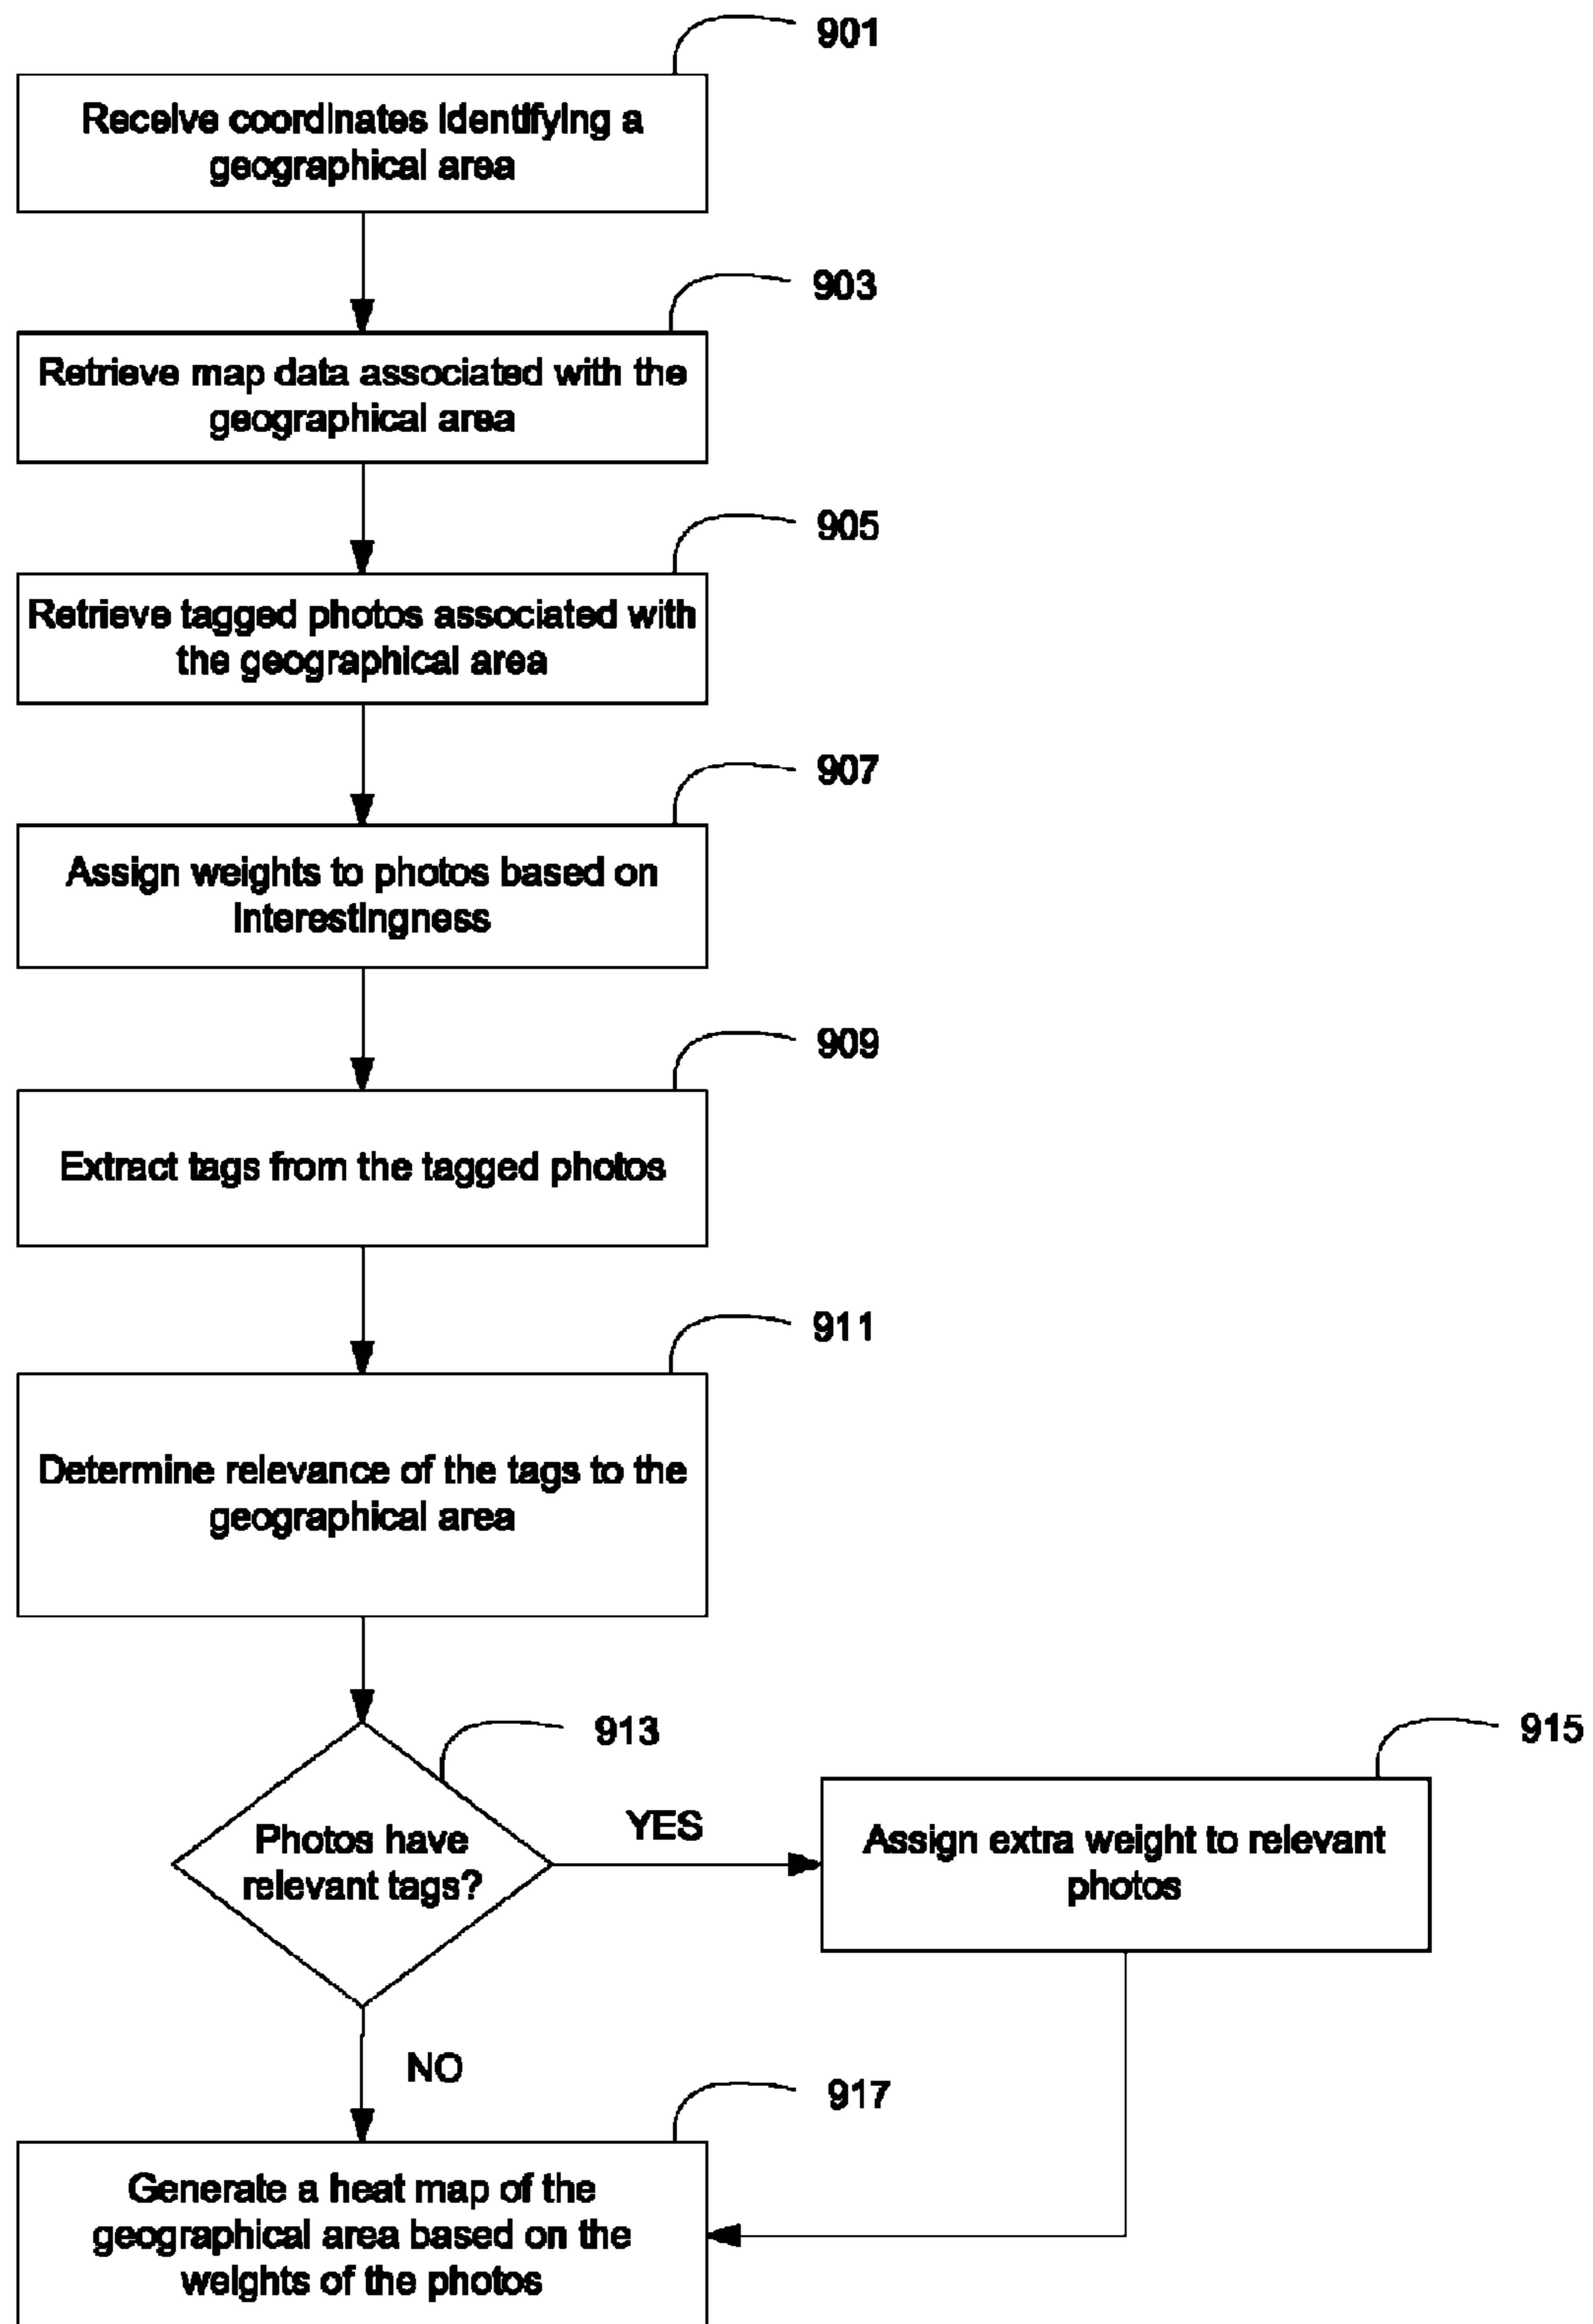 901
Receive coordinates identifying a
geographical area
903
Retrieve map data associated with the
geographical area
905
Retrieve tagged photos associated with
the geographical area
907
Assign weights to photos based on
interestingness
909
Extract tags from the tagged photos
911
Determine relevance of the tags to the
geographical area
913
Photos have
relevant tags?
YES
915
Assign extra weight to relevant
photos
NO
917
Generate a heat map of the
geographical area based on the
weights of the photos